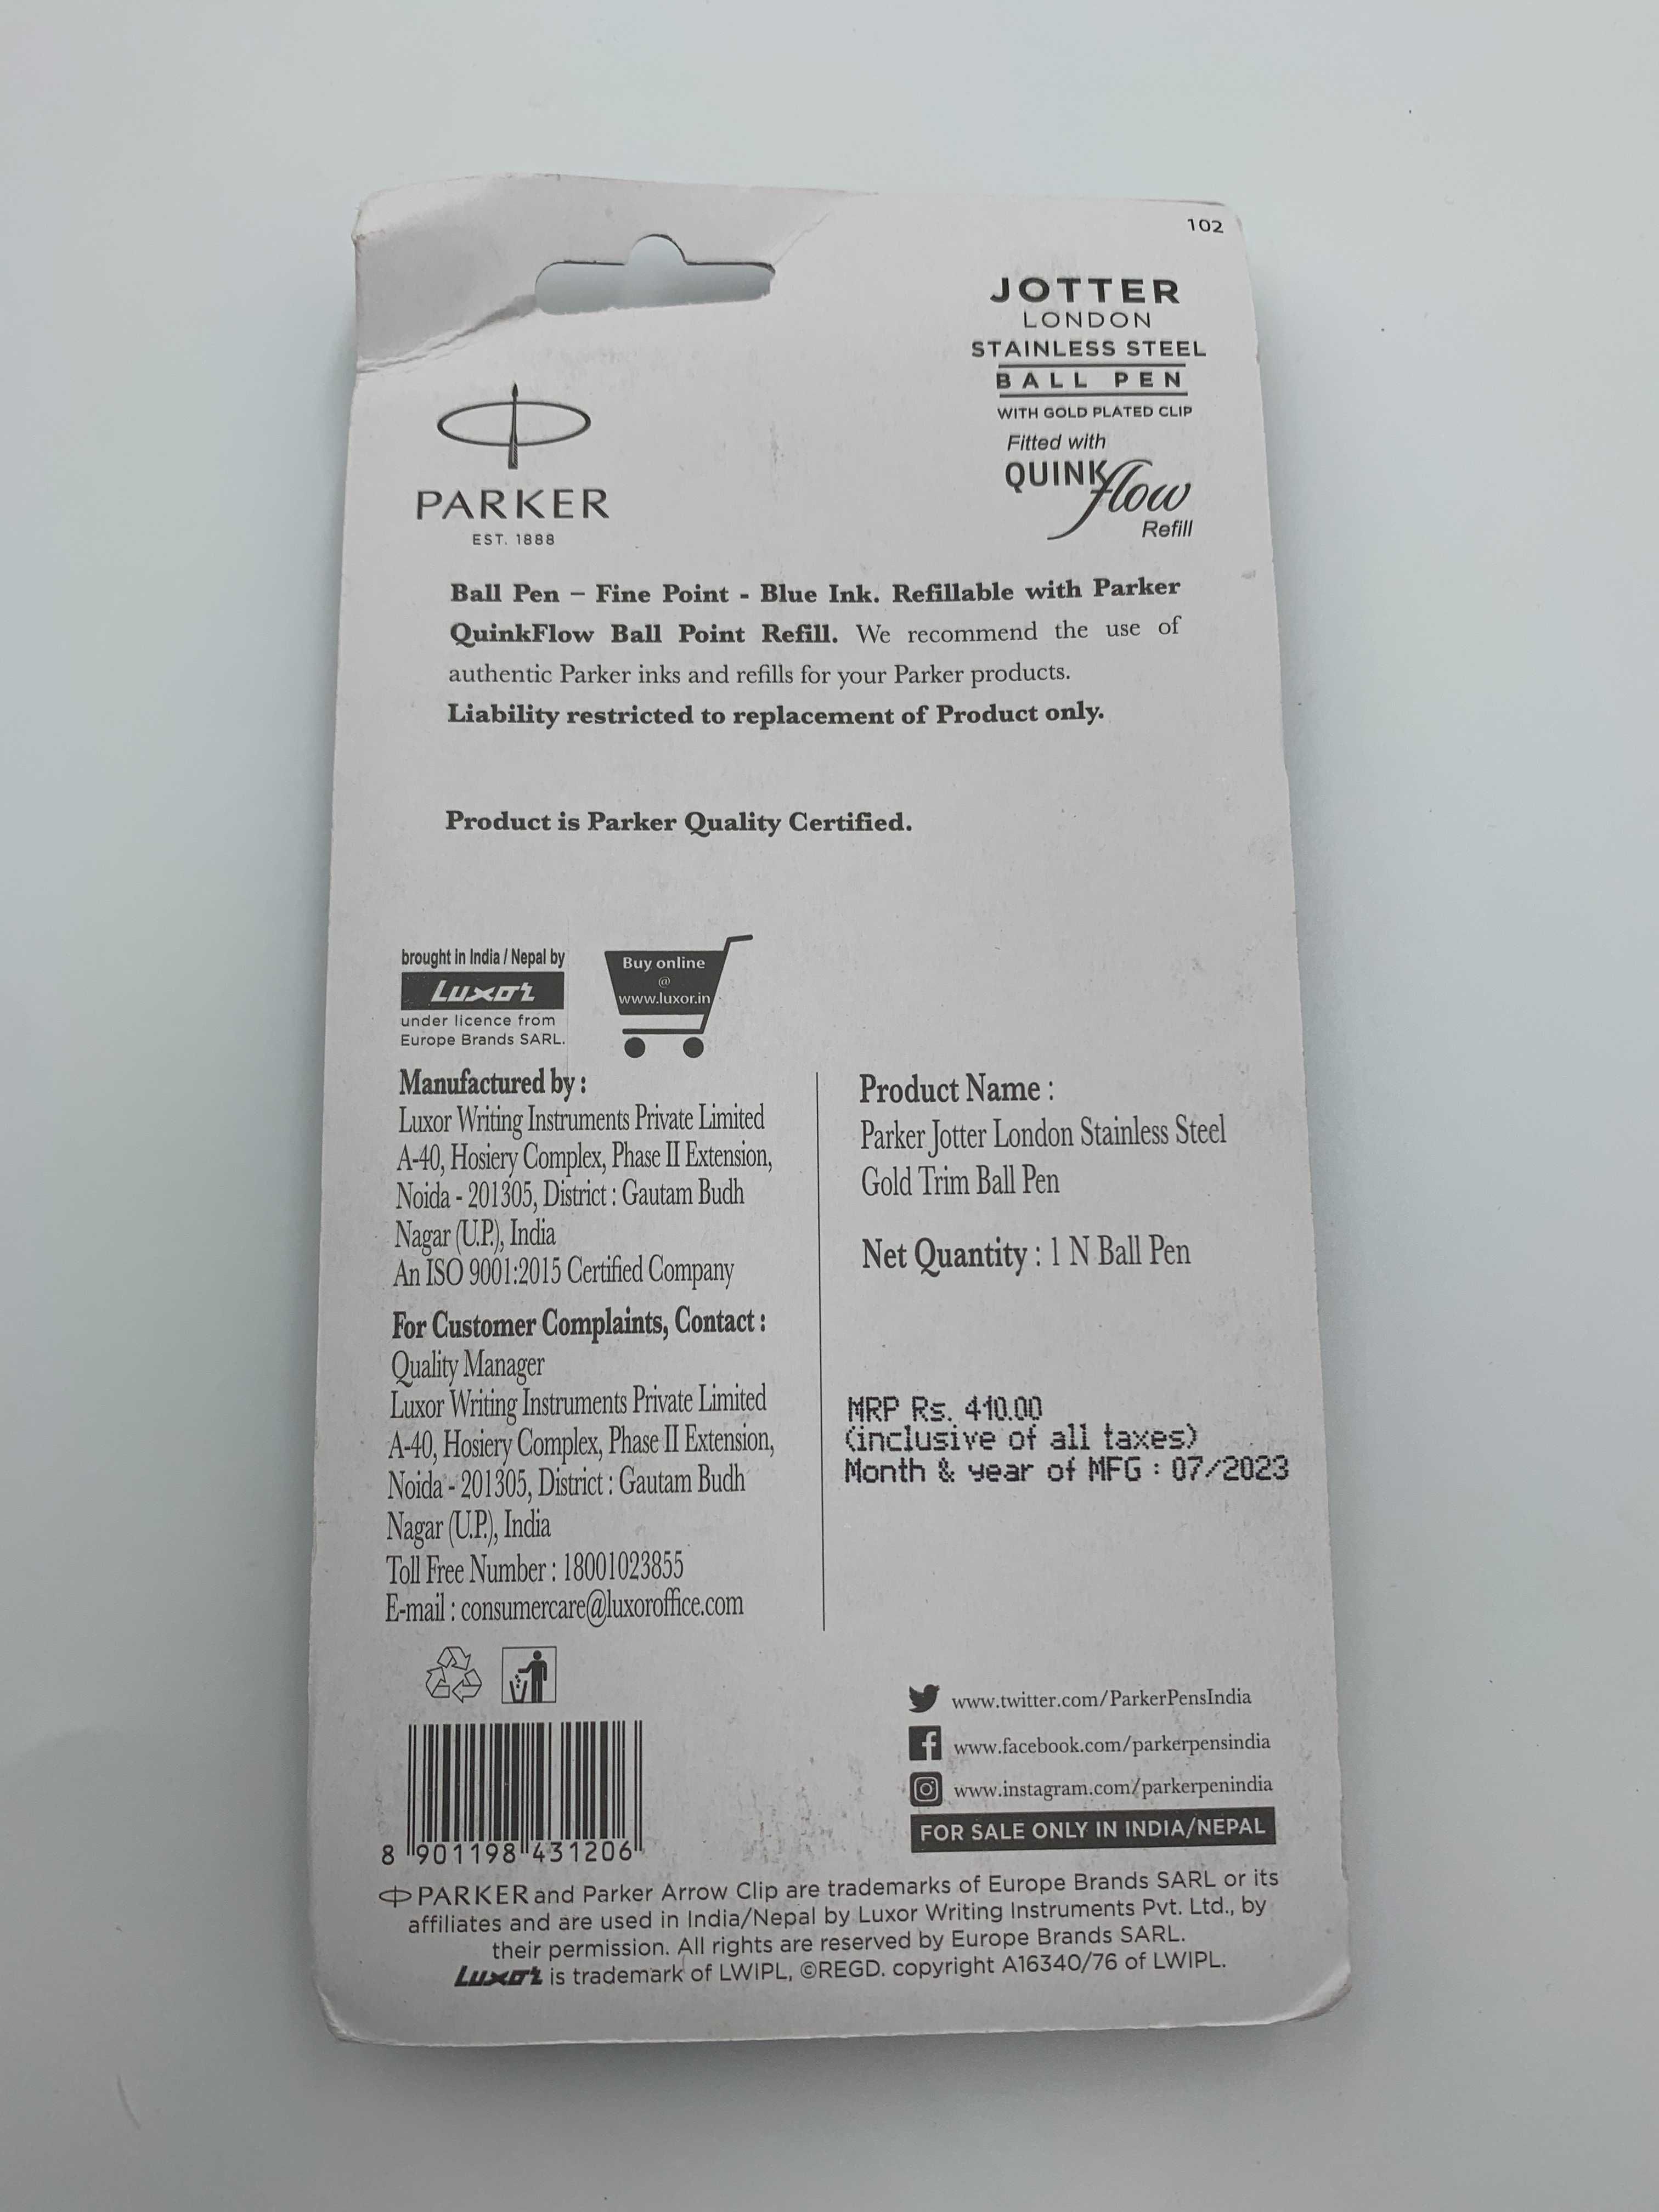 102
JOTTER
LONDON
STAINLESS STEEL
BALL PEN
WITH GOLD PLATED CLIP
Fitted with
QUINKflow
Refill
PARKER
EST. 1888
Ball Pen – Fine Point - Blue Ink. Refillable with Parker
QuinkFlow Ball Point Refill. We recommend the use of
authentic Parker inks and refills for your Parker products.
Liability restricted to replacement of Product only.
Product is Parker Quality Certified.
brought in India / Nepal by
Luxor
under licence from
Europe Brands SARL.
Buy online
@
www.luxor.in
Manufactured by :
Luxor Writing Instruments Private Limited
A-40, Hosiery Complex, Phase II Extension,
Noida - 201305, District : Gautam Budh
Nagar (U.P.), India
An ISO 9001:2015 Certified Company
For Customer Complaints, Contact :
Quality Manager
Luxor Writing Instruments Private Limited
A-40, Hosiery Complex, Phase II Extension,
Noida - 201305, District : Gautam Budh
Nagar (U.P.), India
Toll Free Number : 18001023855
E-mail : consumercare@luxoroffice.com
Product Name :
Parker Jotter London Stainless Steel
Gold Trim Ball Pen
Net Quantity : 1 N Ball Pen
MRP Rs. 410.00
(inclusive of all taxes)
Month & year of MFG : 07/2023
www.twitter.com/ParkerPensIndia
www.facebook.com/parkerpensindia
www.instagram.com/parkerpenindia
FOR SALE ONLY IN INDIA/NEPAL
8 901198 431206
PARKER and Parker Arrow Clip are trademarks of Europe Brands SARL or its
affiliates and are used in India/Nepal by Luxor Writing Instruments Pvt. Ltd., by
their permission. All rights are reserved by Europe Brands SARL.
Luxor is trademark of LWIPL, ©REGD. copyright A16340/76 of LWIPL.